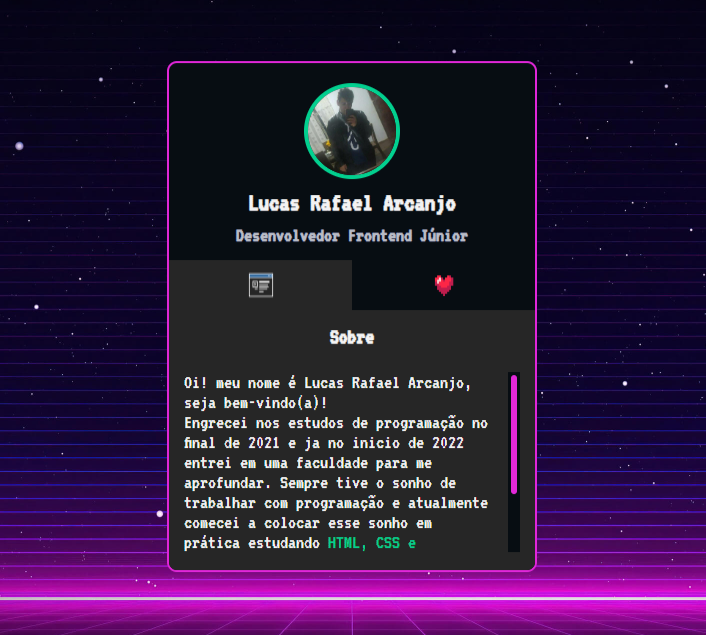 Lucas Rafael Arcanjo
Desenvolvedor Frontend Júnior
Sobre
Oi! meu nome é Lucas Rafael Arcanjo,
seja bem-vindo(a)!
Engrecei nos estudos de programação no
final de 2021 e ja no inicio de 2022
entrei em uma faculdade para me
aprofundar. Sempre tive o sonho de
trabalhar com programação e atualmente
comecei a colocar esse sonho em
prática estudando HTML, CSS e